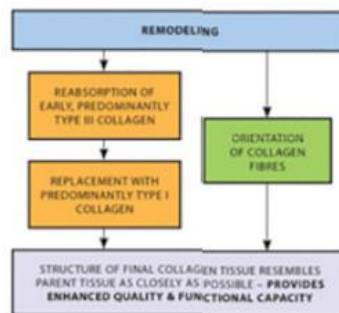 REMODELING
REABSORPTION OF
EARLY, PREDOMINANTLY
TYPE III COLLAGEN
REPLACEMENT WITH
PREDOMINANTLY TYPE I
COLLAGEN
ORIENTATION
OF COLLAGEN
FIBRES
STRUCTURE OF FINAL COLLAGEN TISSUE RESEMBLES
PARENT TISSUE AS CLOSELY AS POSSIBLE – PROVIDES
ENHANCED QUALITY & FUNCTIONAL CAPACITY